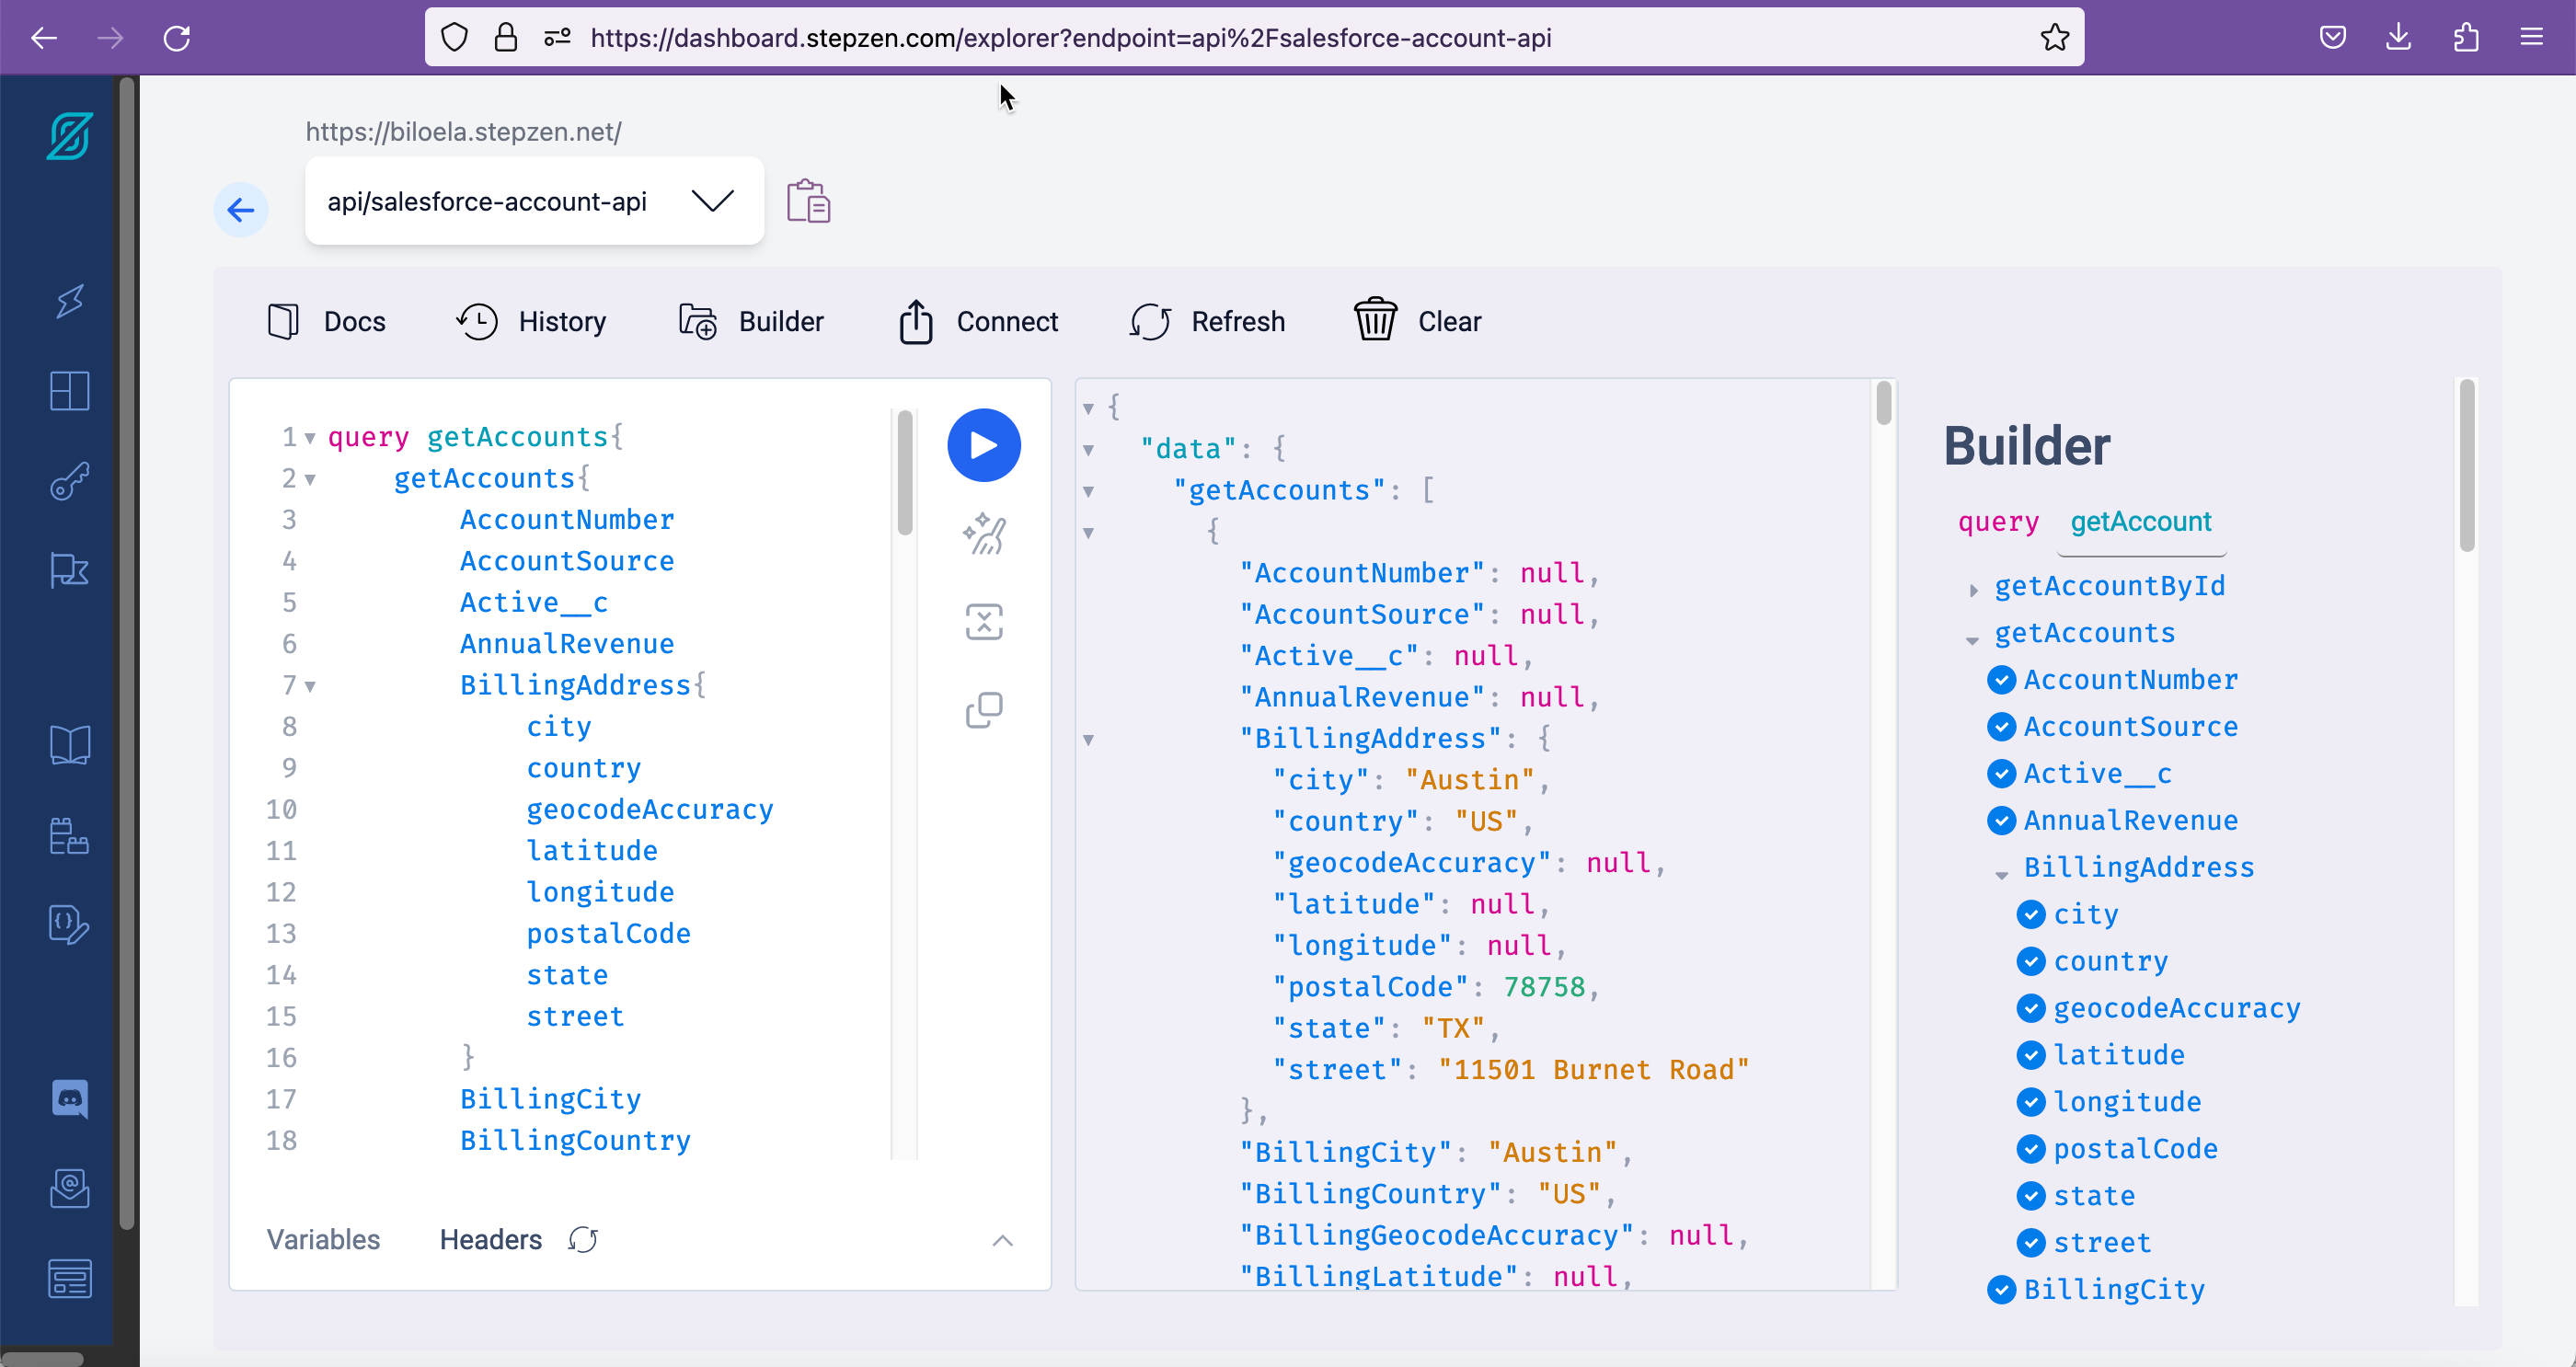 https://dashboard.stepzen.com/explorer?endpoint=api%2Fsalesforce-account-api
https://biloela.stepzen.net/
api/salesforce-account-api
Docs History Builder Connect Refresh Clear
1 query getAccounts{
2 getAccounts{
3 AccountNumber
4 AccountSource
5 Active__c
6 AnnualRevenue
7 BillingAddress{
8 city
9 country
10 geocodeAccuracy
11 latitude
12 longitude
13 postalCode
14 state
15 street
16 }
17 BillingCity
18 BillingCountry
Variables Headers
{
"data": {
"getAccounts": [
{
"AccountNumber": null,
"AccountSource": null,
"Active__c": null,
"AnnualRevenue": null,
"BillingAddress": {
"city": "Austin",
"country": "US",
"geocodeAccuracy": null,
"latitude": null,
"longitude": null,
"postalCode": 78758,
"state": "TX",
"street": "11501 Burnet Road"
},
"BillingCity": "Austin",
"BillingCountry": "US",
"BillingGeocodeAccuracy": null,
"BillingLatitude": null,
Builder
query getAccount
getAccountById
getAccounts
AccountNumber
AccountSource
Active__c
AnnualRevenue
BillingAddress
city
country
geocodeAccuracy
latitude
longitude
postalCode
state
street
BillingCity